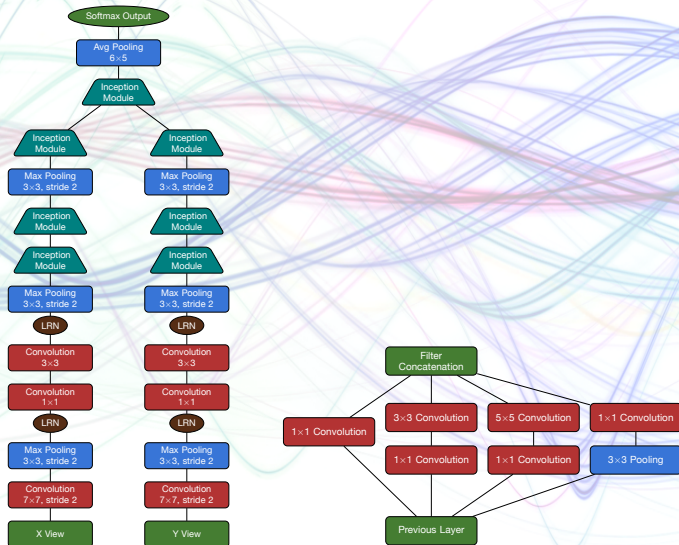 Softmax Output
Avg Pooling
6×5
Inception
Module
Inception
Module
Inception
Module
Max Pooling
3×3, stride 2
Max Pooling
3×3, stride 2
Inception
Module
Inception
Module
Inception
Module
Inception
Module
Max Pooling
3×3, stride 2
Max Pooling
3×3, stride 2
LRN
LRN
Convolution
3×3
Convolution
3×3
Convolution
1×1
Convolution
1×1
LRN
LRN
Max Pooling
3×3, stride 2
Max Pooling
3×3, stride 2
Convolution
7×7, stride 2
Convolution
7×7, stride 2
X View
Y View
Filter
Concatenation
1×1 Convolution
3×3 Convolution
5×5 Convolution
1×1 Convolution
1×1 Convolution
1×1 Convolution
3×3 Pooling
Previous Layer